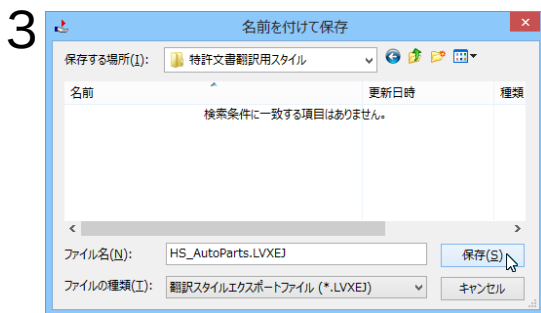 3
名前を付けて保存
保存する場所(I): 特許文書翻訳用スタイル
名前 更新日時 種類
検索条件に一致する項目はありません。
ファイル名(N): HS_AutoParts.LVXEJ 保存(S)
ファイルの種類(T): 翻訳スタイルエクスポートファイル (*.LVXEJ) キャンセル